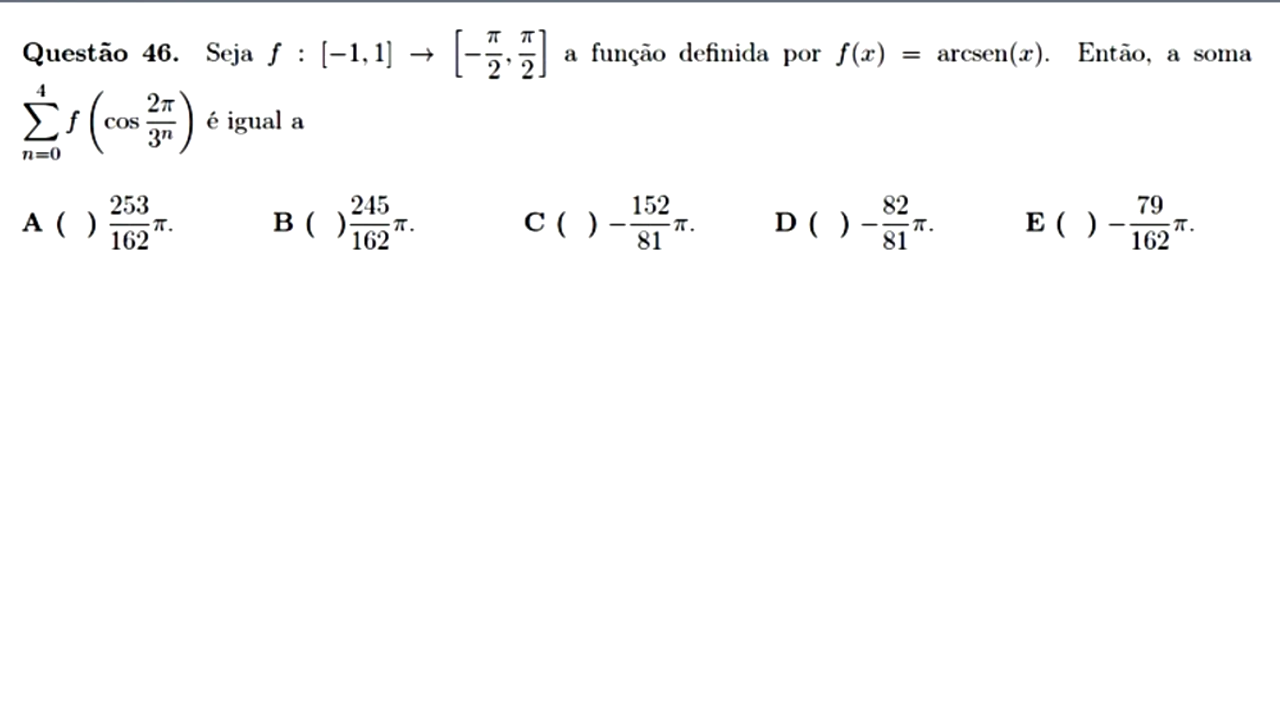 Questão 46. Seja f : [−1, 1] → [−π/2, π/2] a função definida por f(x) = arcsen(x). Então, a soma
∑_{n=0}^{4} f(cos 2π/3ⁿ) é igual a
A ( ) 253/162 π. B ( ) 245/162 π. C ( ) −152/81 π. D ( ) −82/81 π. E ( ) −79/162 π.